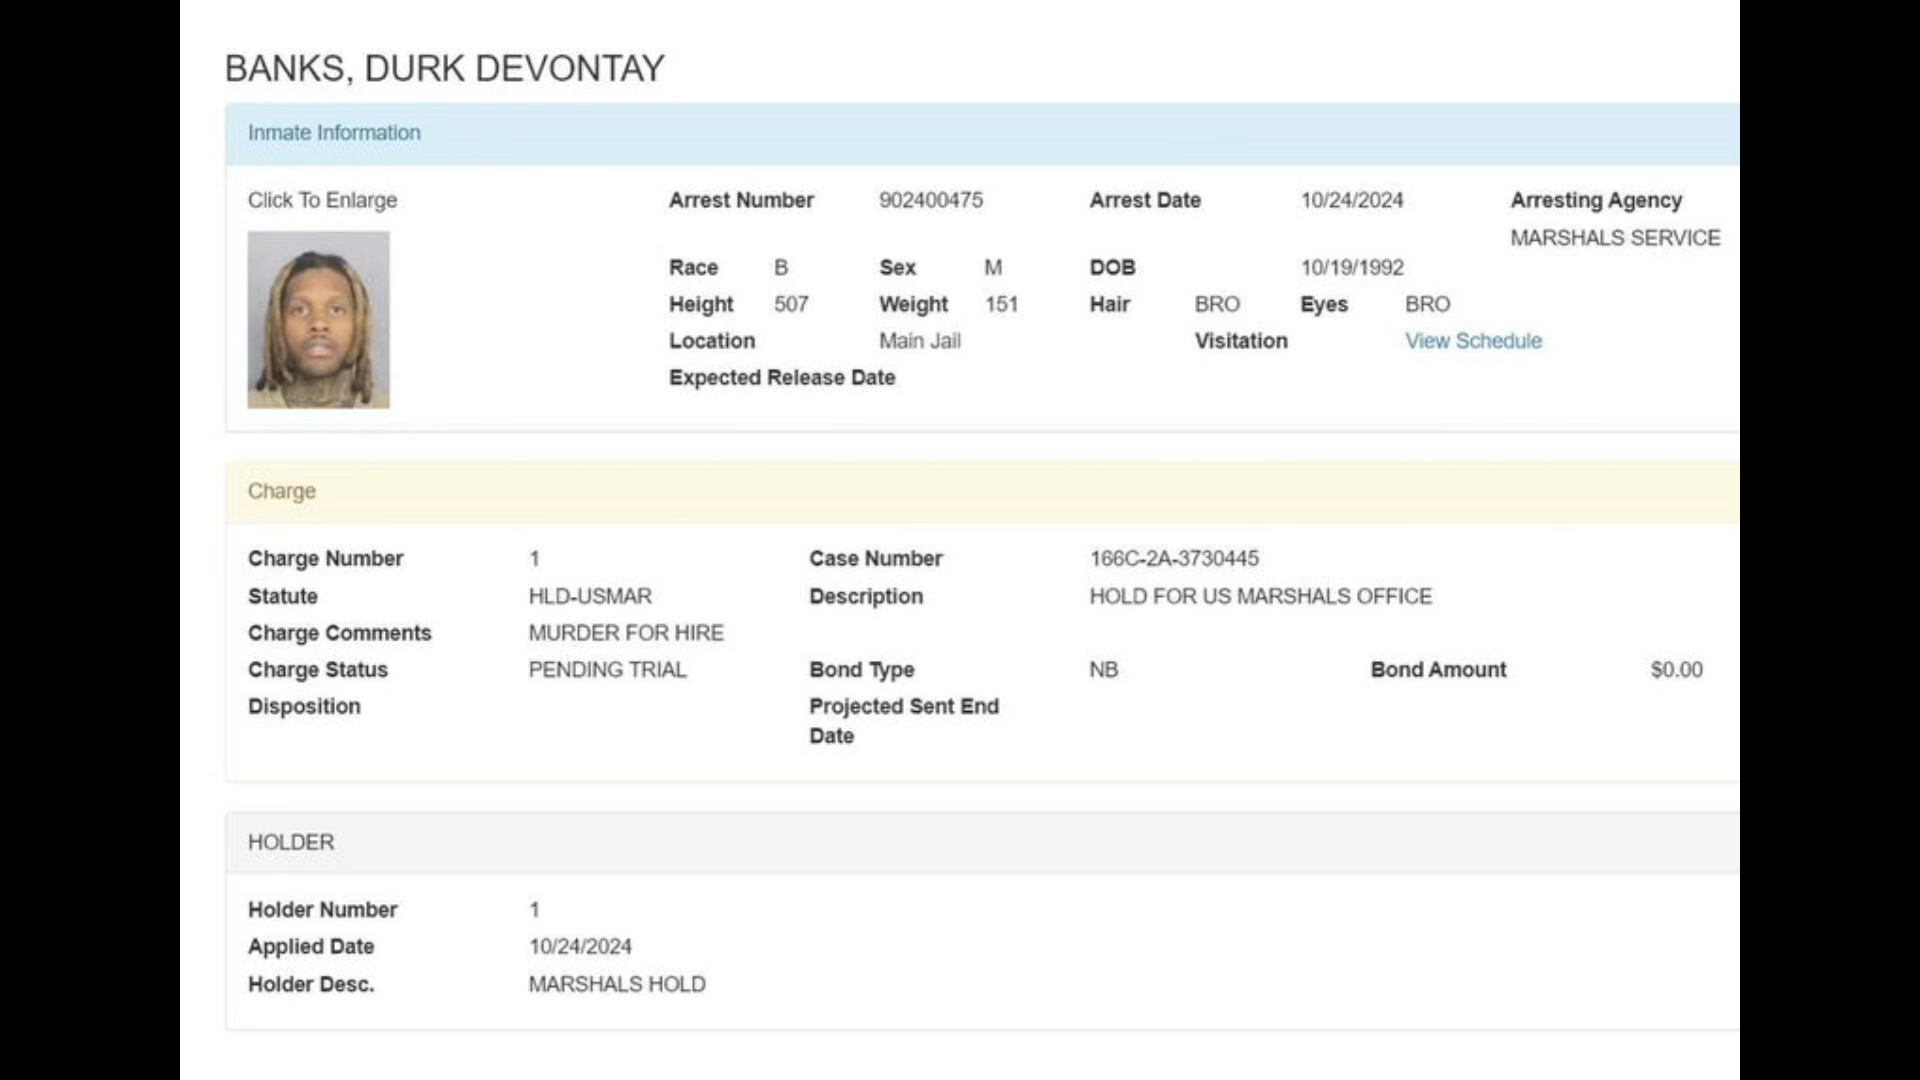 BANKS, DURK DEVONTAY
Inmate Information
Click To Enlarge
Arrest Number 902400475 Arrest Date 10/24/2024 Arresting Agency
MARSHALS SERVICE
Race B Sex M DOB 10/19/1992
Height 507 Weight 151 Hair BRO Eyes BRO
Location Main Jail Visitation View Schedule
Expected Release Date
Charge
Charge Number 1 Case Number 166C-2A-3730445
Statute HLD-USMAR Description HOLD FOR US MARSHALS OFFICE
Charge Comments MURDER FOR HIRE
Charge Status PENDING TRIAL Bond Type NB Bond Amount $0.00
Disposition Projected Sent End
Date
HOLDER
Holder Number 1
Applied Date 10/24/2024
Holder Desc. MARSHALS HOLD